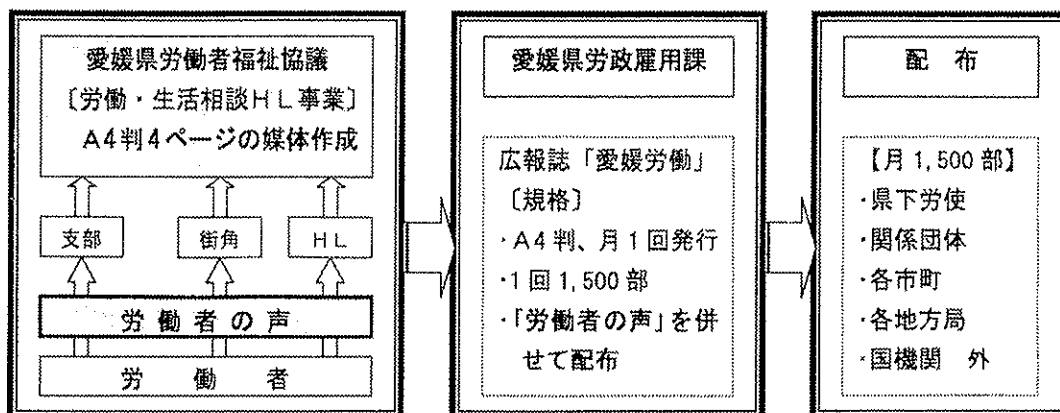 愛媛県労働者福祉協議
〔労働・生活相談HL事業〕
A4判4ページの媒体作成
支部
街角
HL
労働者の声
労働者
愛媛県労政雇用課
広報誌「愛媛労働」
〔規格〕
・A4判、月1回発行
・1回1,500部
・「労働者の声」を併
せて配布
配 布
【月1,500部】
・県下労使
・関係団体
・各市町
・各地方局
・国機関 外